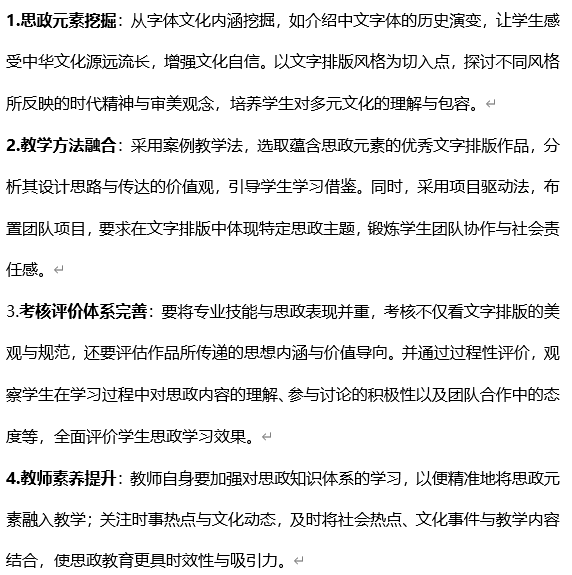 1.思政元素挖掘：从字体文化内涵挖掘，如介绍中文字体的历史演变，让学生感
受中华文化源远流长，增强文化自信。以文字排版风格为切入点，探讨不同风格
所反映的时代精神与审美观念，培养学生对多元文化的理解与包容。
2.教学方法融合：采用案例教学法，选取蕴含思政元素的优秀文字排版作品，分
析其设计思路与传达的价值观，引导学生学习借鉴。同时，采用项目驱动法，布
置团队项目，要求在文字排版中体现特定思政主题，锻炼学生团队协作与社会责
任感。
3.考核评价体系完善：要将专业技能与思政表现并重，考核不仅看文字排版的美
观与规范，还要评估作品所传递的思想内涵与价值导向。并通过过程性评价，观
察学生在学习过程中对思政内容的理解、参与讨论的积极性以及团队合作中的态
度等，全面评价学生思政学习效果。
4.教师素养提升：教师自身要加强对思政知识体系的学习，以便精准地将思政元
素融入教学；关注时事热点与文化动态，及时将社会热点、文化事件与教学内容
结合，使思政教育更具时效性与吸引力。